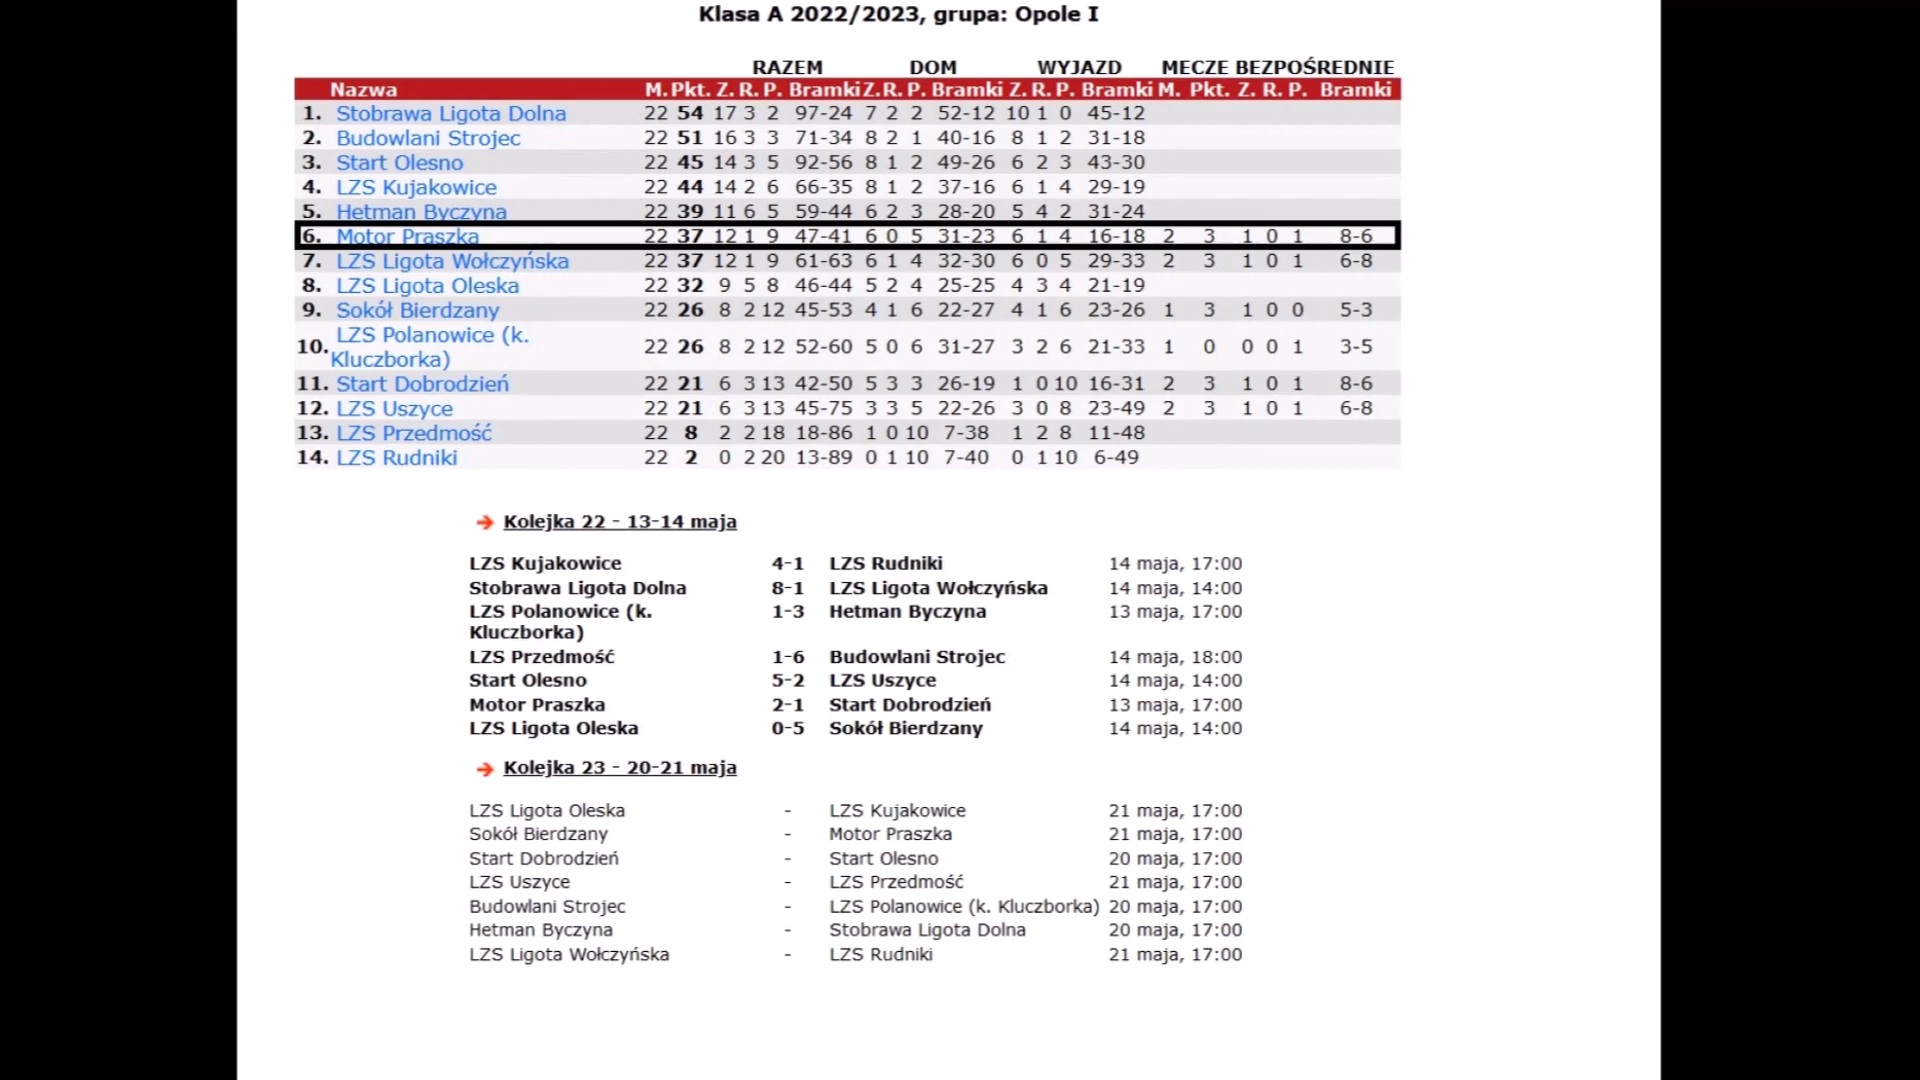 Klasa A 2022/2023, grupa: Opole I
RAZEM DOM WYJAZD MECZE BEZPOŚREDNIE
Nazwa M. Pkt. Z. R. P. Bramki Z. R. P. Bramki Z. R. P. Bramki M. Pkt. Z. R. P. Bramki
1. Stobrawa Ligota Dolna 22 54 17 3 2 97-24 7 2 2 52-12 10 1 0 45-12
2. Budowlani Strojec 22 51 16 3 3 71-34 8 2 1 40-16 8 1 2 31-18
3. Start Olesno 22 45 14 3 5 92-56 8 1 2 49-26 6 2 3 43-30
4. LZS Kujakowice 22 44 14 2 6 66-35 8 1 2 37-16 6 1 4 29-19
5. Hetman Byczyna 22 39 11 6 5 59-44 6 2 3 28-20 5 4 2 31-24
6. Motor Praszka 22 37 12 1 9 47-41 6 0 5 31-23 6 1 4 16-18 2 3 1 0 1 8-6
7. LZS Ligota Wołczyńska 22 37 12 1 9 61-63 6 1 4 32-30 6 0 5 29-33 2 3 1 0 1 6-8
8. LZS Ligota Oleska 22 32 9 5 8 46-44 5 2 4 25-25 4 3 4 21-19
9. Sokół Bierdzany 22 26 8 2 12 45-53 4 1 6 22-27 4 1 6 23-26 1 3 1 0 0 5-3
10. LZS Polanowice (k.
Kluczborka) 22 26 8 2 12 52-60 5 0 6 31-27 3 2 6 21-33 1 0 0 0 1 3-5
11. Start Dobrodzień 22 21 6 3 13 42-50 5 3 3 26-19 1 0 10 16-31 2 3 1 0 1 8-6
12. LZS Uszyce 22 21 6 3 13 45-75 3 3 5 22-26 3 0 8 23-49 2 3 1 0 1 6-8
13. LZS Przedmość 22 8 2 2 18 18-86 1 0 10 7-38 1 2 8 11-48
14. LZS Rudniki 22 2 0 2 20 13-89 0 1 10 7-40 0 1 10 6-49
Kolejka 22 - 13-14 maja
LZS Kujakowice 4-1 LZS Rudniki 14 maja, 17:00
Stobrawa Ligota Dolna 8-1 LZS Ligota Wołczyńska 14 maja, 14:00
LZS Polanowice (k. 1-3 Hetman Byczyna 13 maja, 17:00
Kluczborka)
LZS Przedmość 1-6 Budowlani Strojec 14 maja, 18:00
Start Olesno 5-2 LZS Uszyce 14 maja, 14:00
Motor Praszka 2-1 Start Dobrodzień 13 maja, 17:00
LZS Ligota Oleska 0-5 Sokół Bierdzany 14 maja, 14:00
Kolejka 23 - 20-21 maja
LZS Ligota Oleska - LZS Kujakowice 21 maja, 17:00
Sokół Bierdzany - Motor Praszka 21 maja, 17:00
Start Dobrodzień - Start Olesno 20 maja, 17:00
LZS Uszyce - LZS Przedmość 21 maja, 17:00
Budowlani Strojec - LZS Polanowice (k. Kluczborka) 20 maja, 17:00
Hetman Byczyna - Stobrawa Ligota Dolna 20 maja, 17:00
LZS Ligota Wołczyńska - LZS Rudniki 21 maja, 17:00